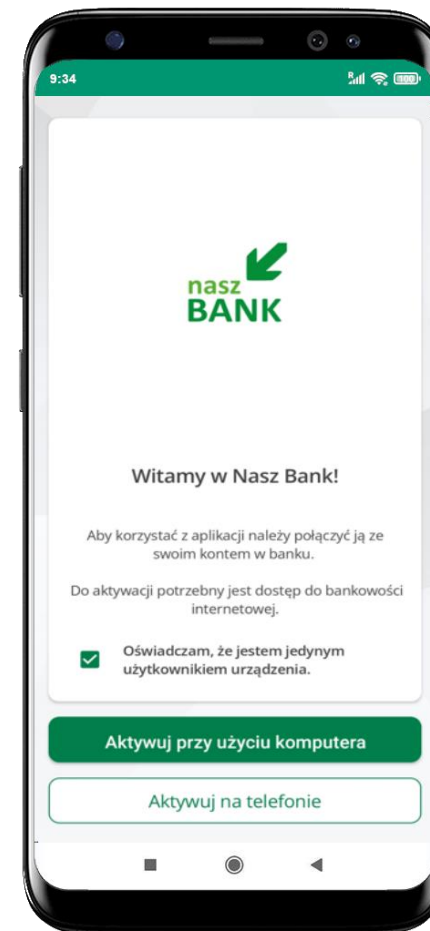 9:34
R
100
nasz
BANK
Witamy w Nasz Bank!
Aby korzystać z aplikacji należy połączyć ją ze
swoim kontem w banku.
Do aktywacji potrzebny jest dostęp do bankowości
internetowej.
Oświadczam, że jestem jedynym
użytkownikiem urządzenia.
Aktywuj przy użyciu komputera
Aktywuj na telefonie